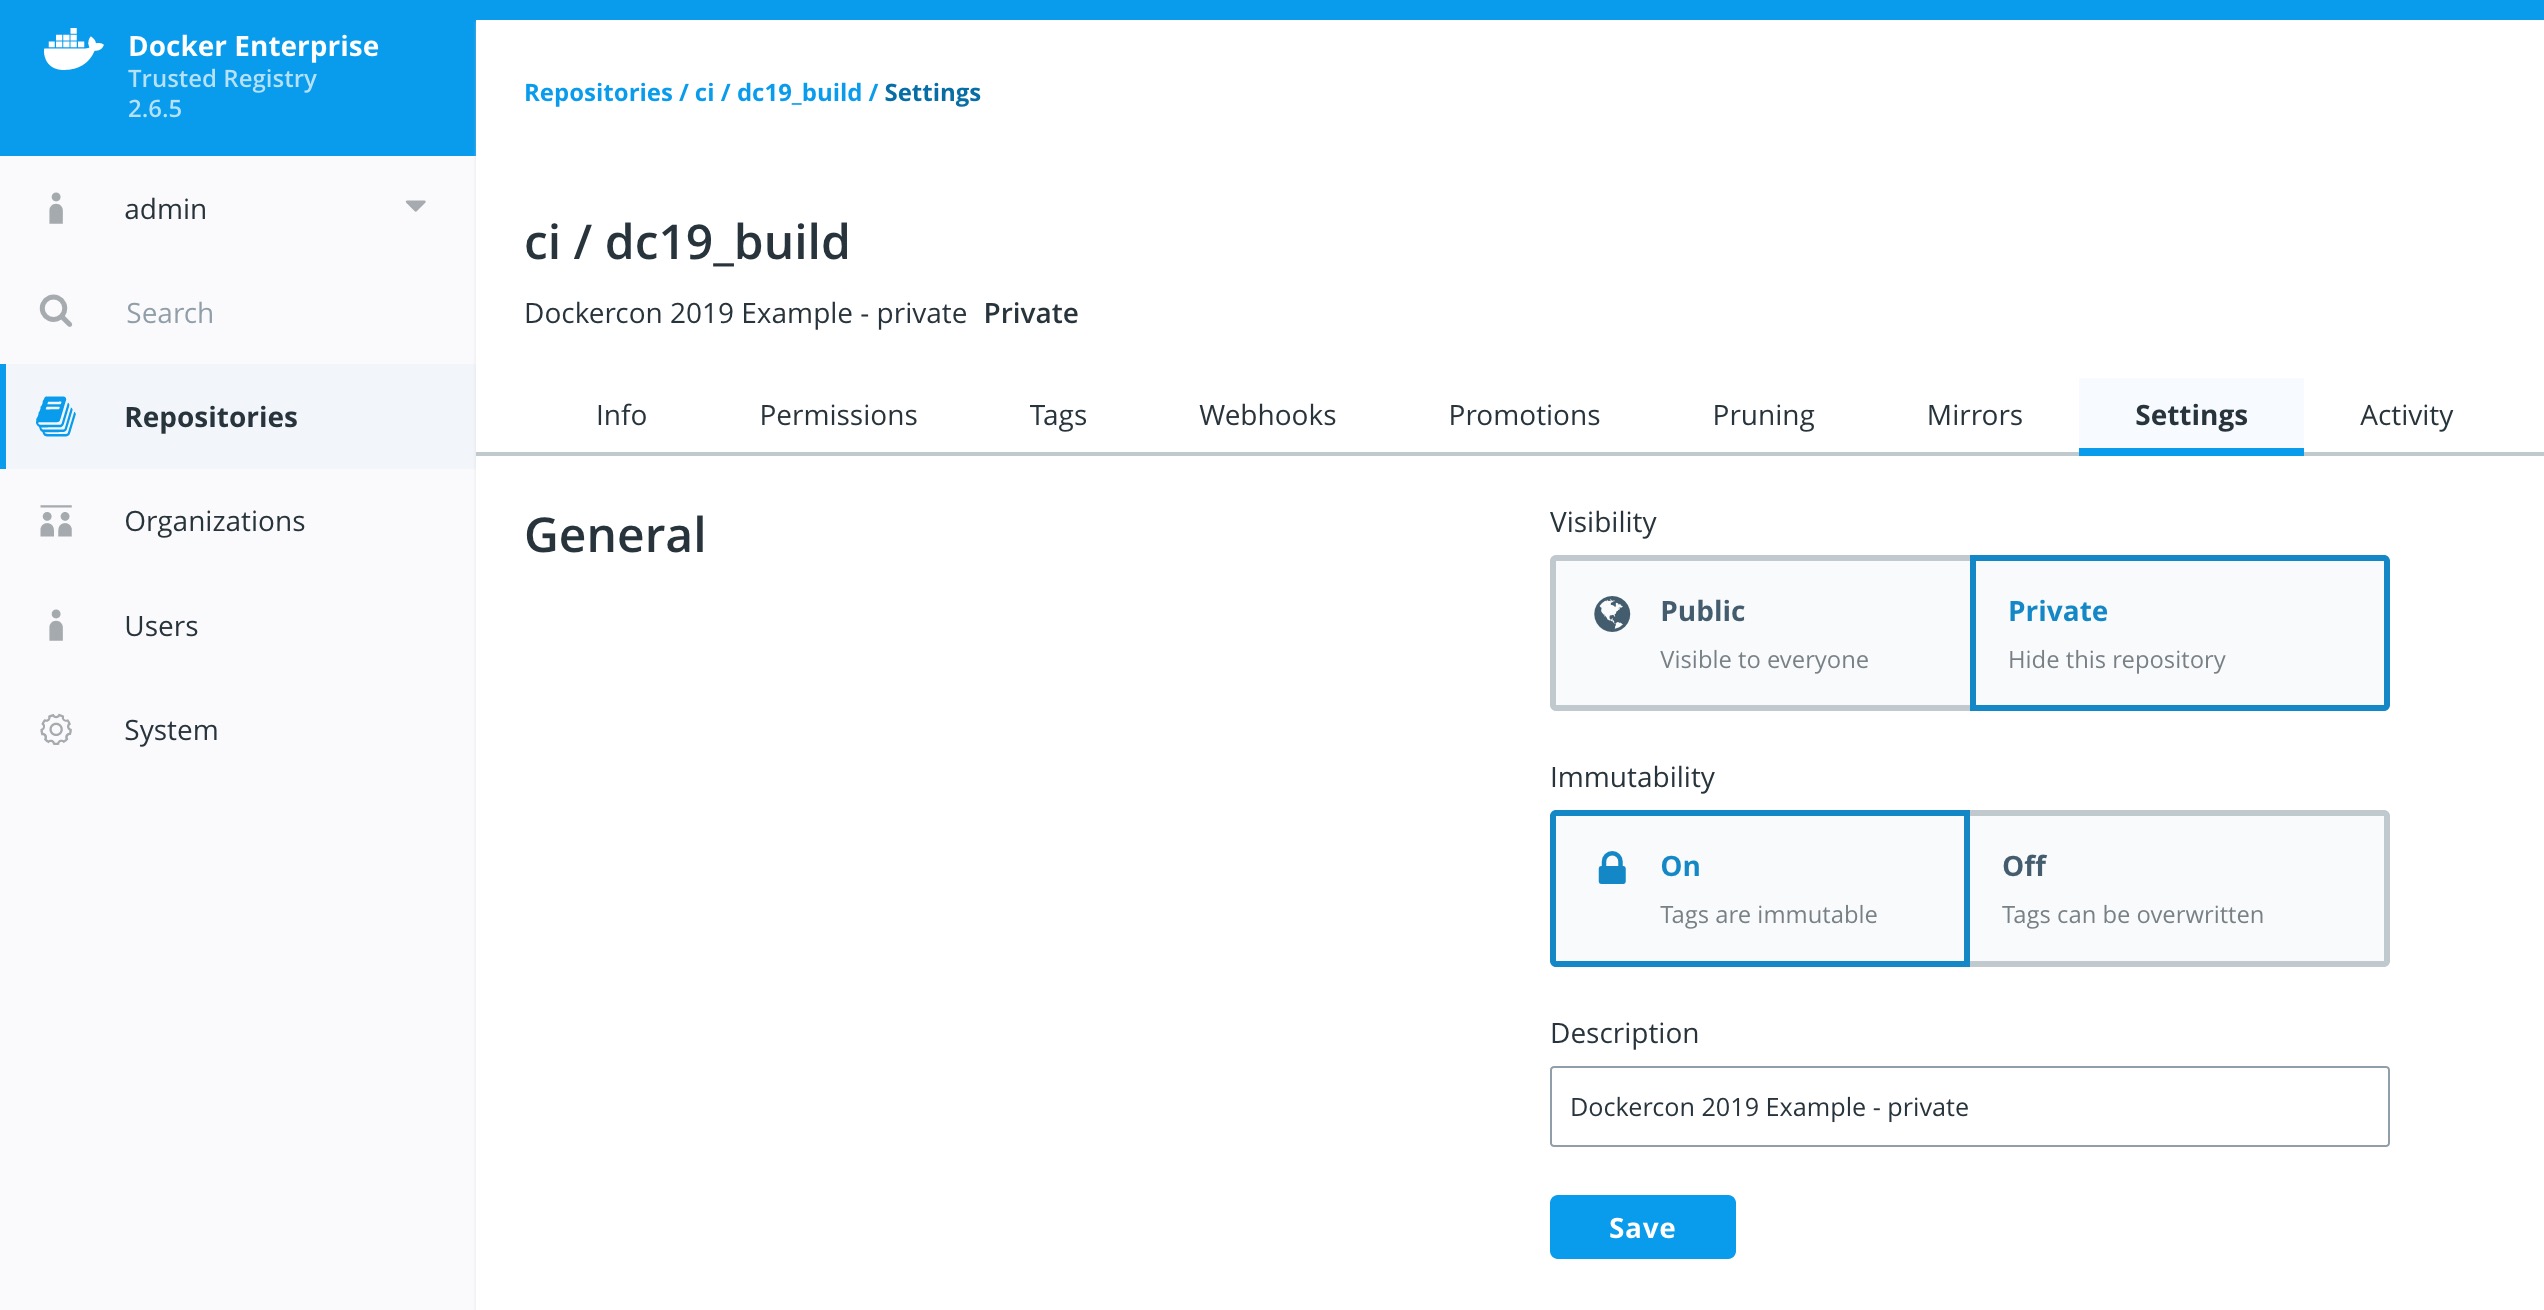 Docker Enterprise
Trusted Registry
2.6.5
admin
Search
Repositories
Organizations
Users
System
Repositories / ci / dc19_build / Settings
ci / dc19_build
Dockercon 2019 Example - private Private
Info Permissions Tags Webhooks Promotions Pruning Mirrors Settings Activity
General
Visibility
Public
Visible to everyone
Private
Hide this repository
Immutability
On
Tags are immutable
Off
Tags can be overwritten
Description
Dockercon 2019 Example - private
Save